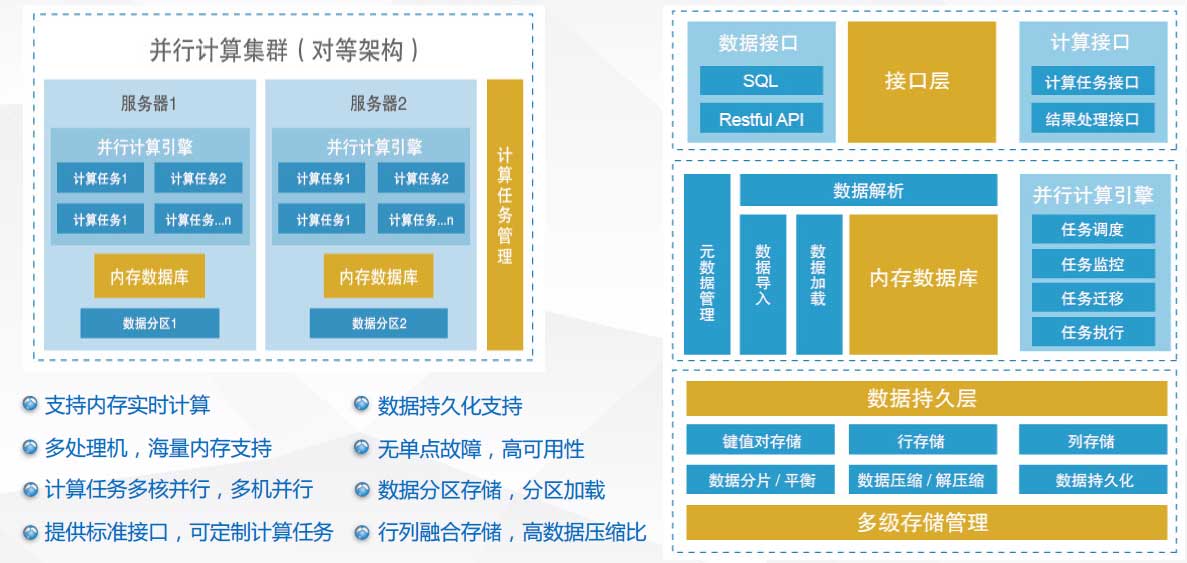 并行计算集群（对等架构）
服务器1
并行计算引擎
计算任务1
计算任务2
计算任务1
计算任务...n
内存数据库
数据分区1
服务器2
并行计算引擎
计算任务1
计算任务2
计算任务1
计算任务...n
内存数据库
数据分区2
计算任务管理
支持内存实时计算
多处理机，海量内存支持
计算任务多核并行，多机并行
提供标准接口，可定制计算任务
数据持久化支持
无单点故障，高可用性
数据分区存储，分区加载
行列融合存储，高数据压缩比
数据接口
SQL
Restful API
接口层
计算接口
计算任务接口
结果处理接口
元数据管理
数据解析
数据导入
数据加载
内存数据库
并行计算引擎
任务调度
任务监控
任务迁移
任务执行
数据持久层
键值对存储
行存储
列存储
数据分片 / 平衡
数据压缩 / 解压缩
数据持久化
多级存储管理